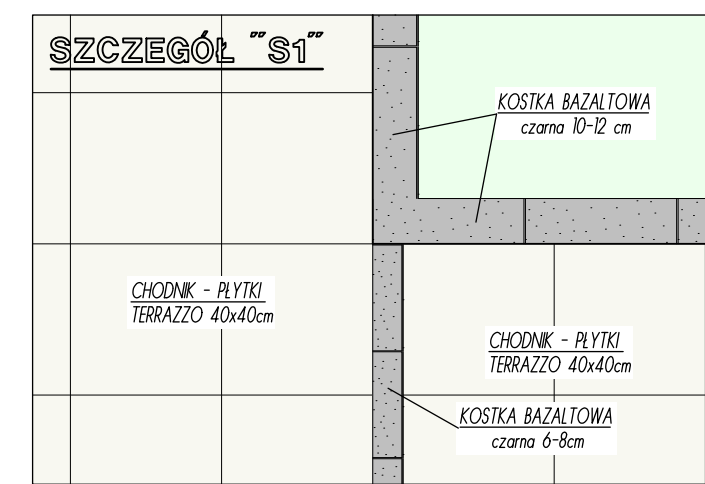 SZCZEGÓŁ "S1"
KOSTKA BAZALTOWA
czarna 10-12 cm
CHODNIK - PŁYTKI
TERRAZZO 40x40cm
CHODNIK - PŁYTKI
TERRAZZO 40x40cm
KOSTKA BAZALTOWA
czarna 6-8cm